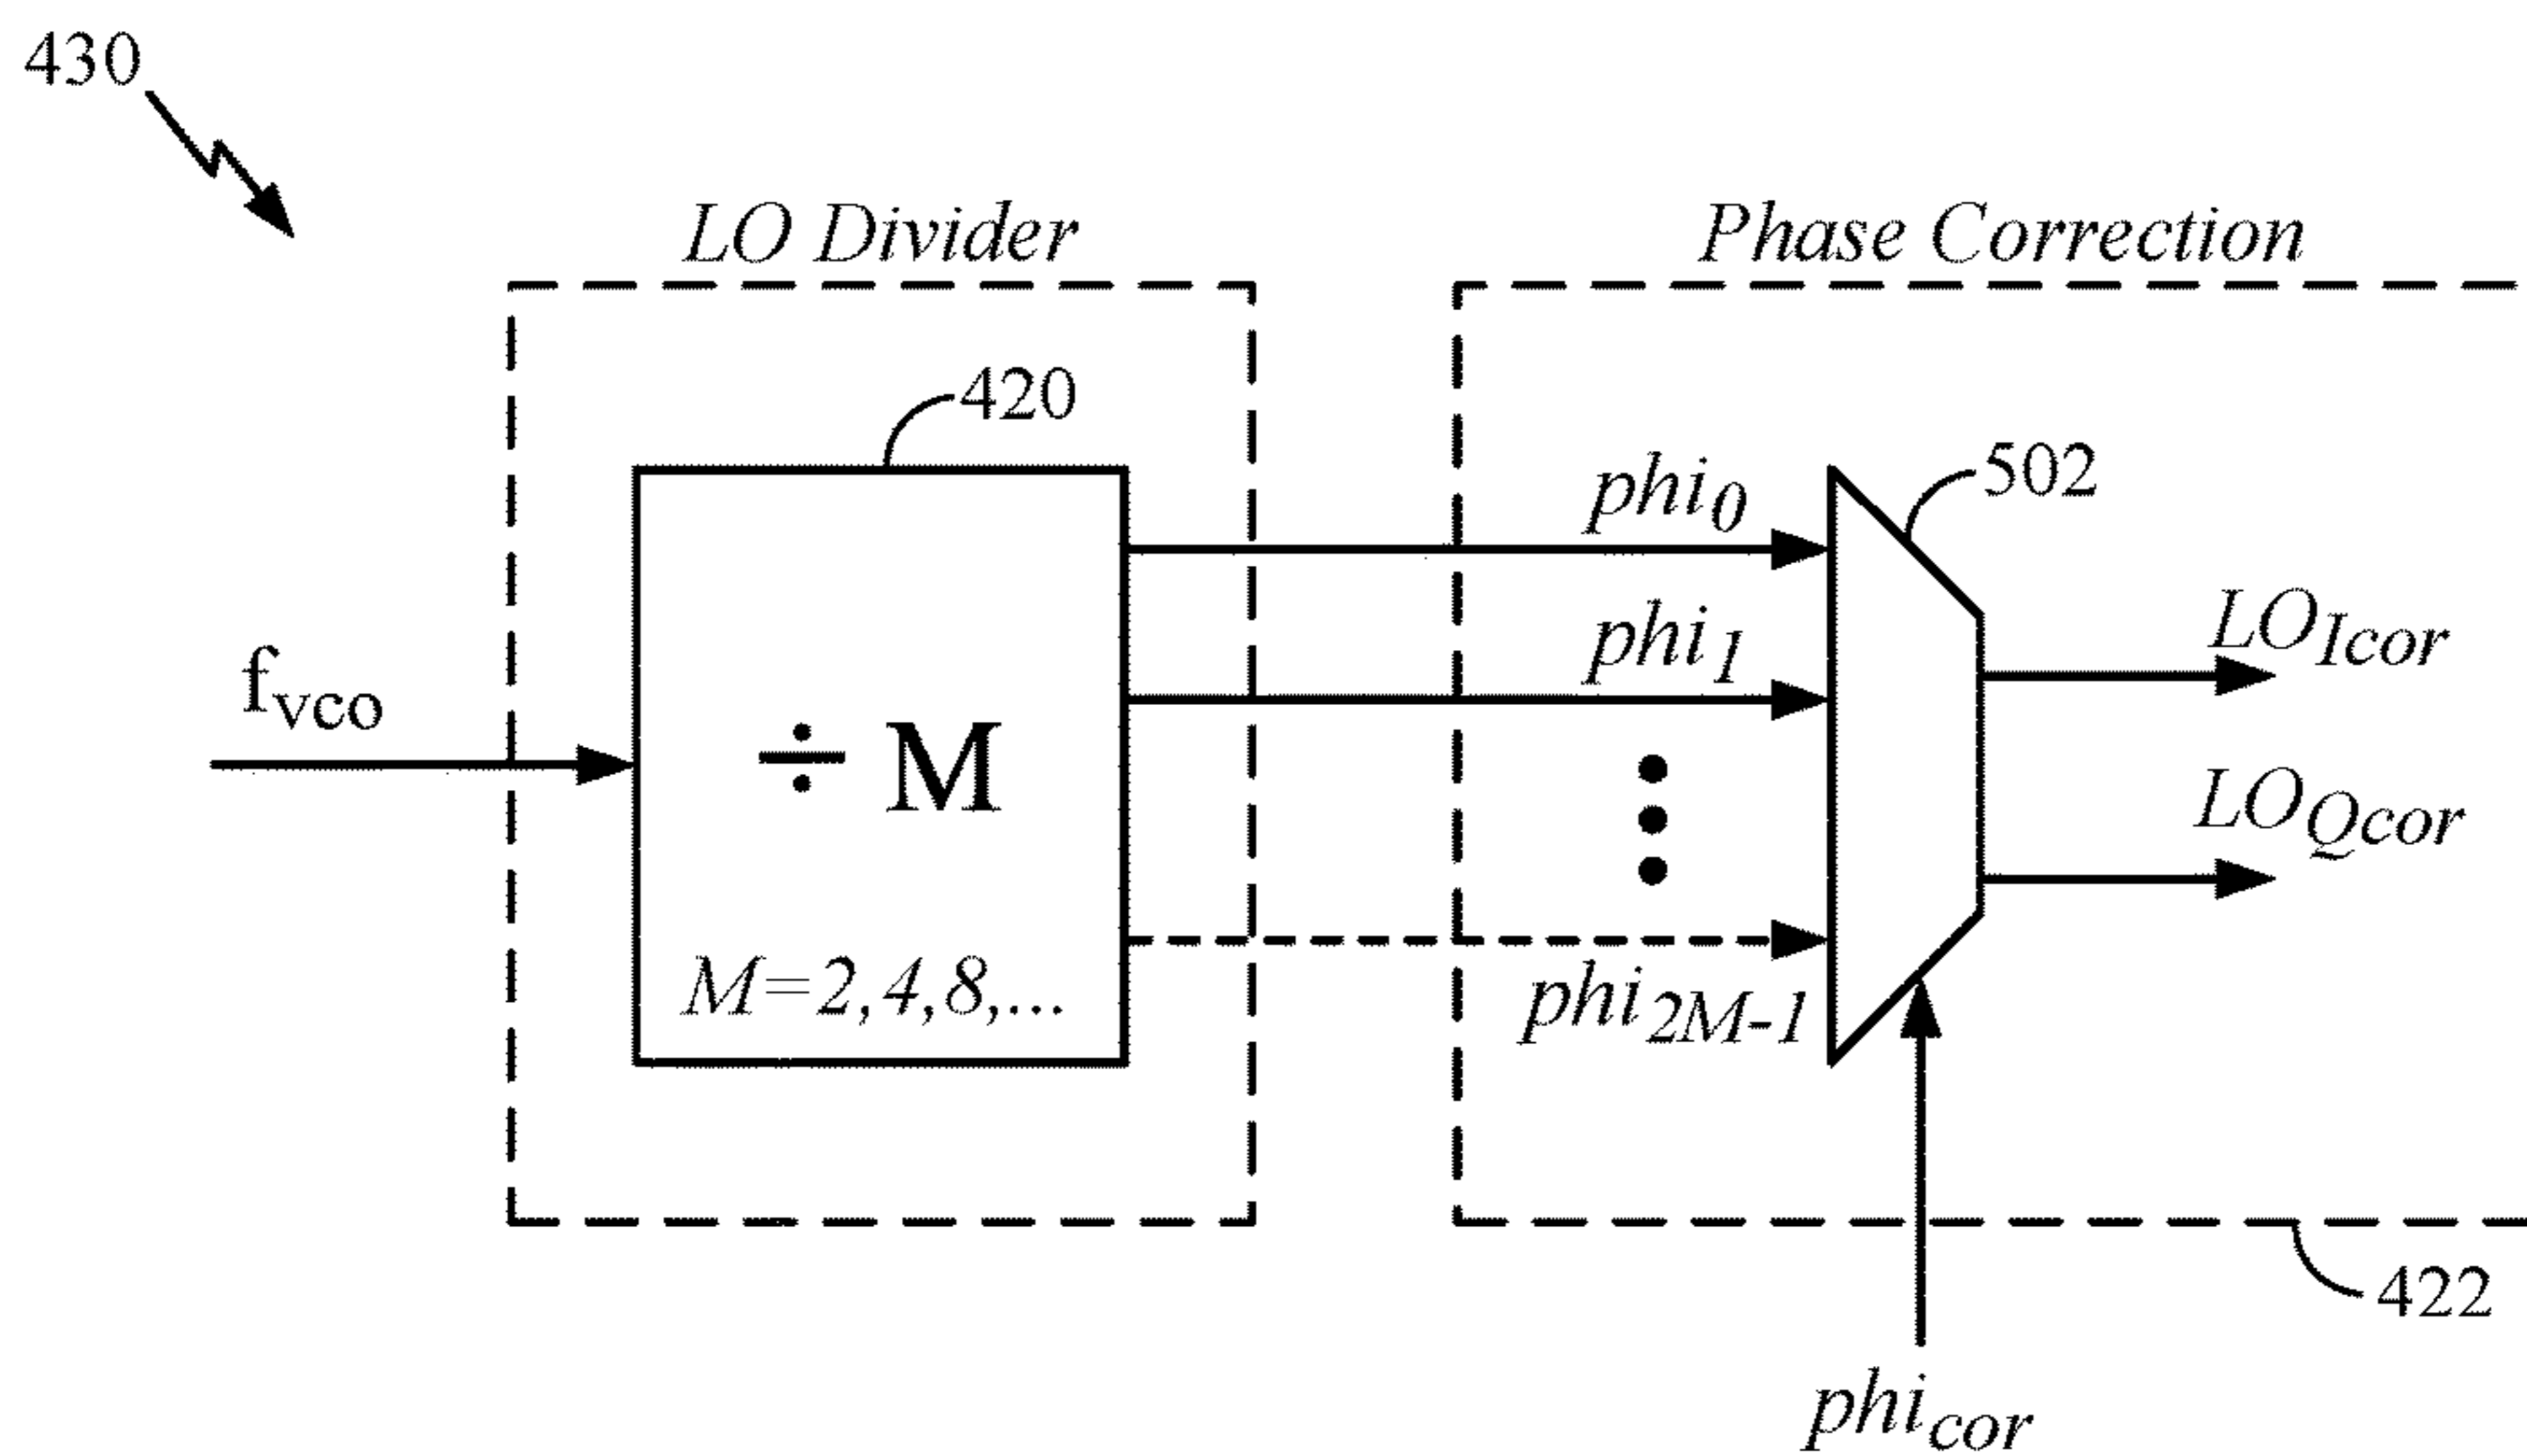 430
LO Divider
Phase Correction
420
502
phi0
phi1
LOIcor
fvco
÷ M
LOQcor
M=2,4,8,...
phi2M-1
422
phicor